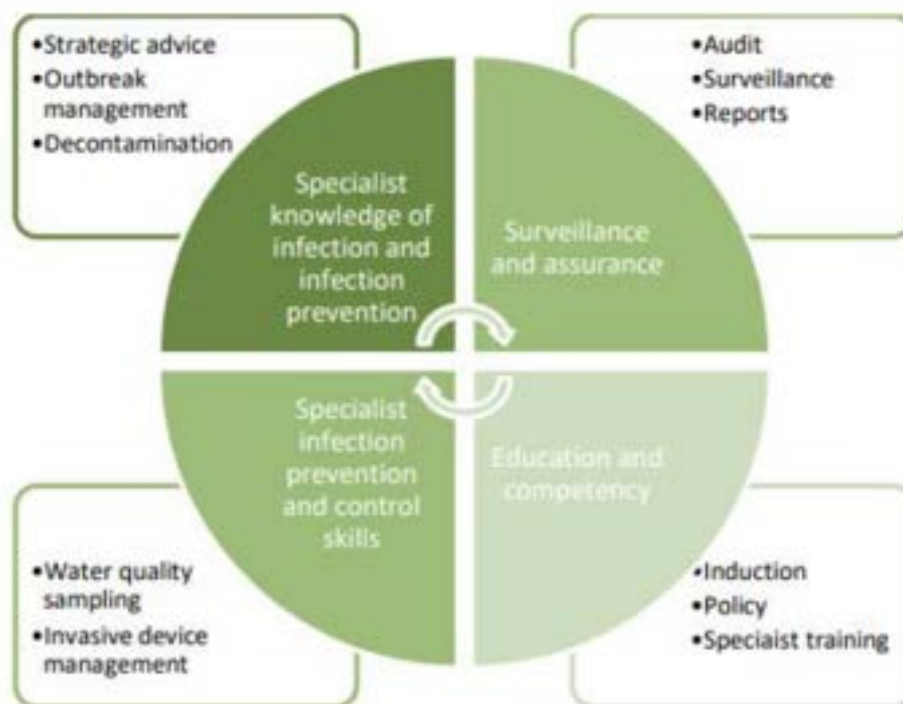 •Strategic advice
•Outbreak
management
•Decontamination
•Audit
•Surveillance
•Reports
Specialist
knowledge of
infection and
infection
prevention
Surveillance
and assurance
Specialist
infection
prevention
and control
skills
Education and
competency
•Water quality
sampling
•Invasive device
management
•Induction
•Policy
•Speciaist training